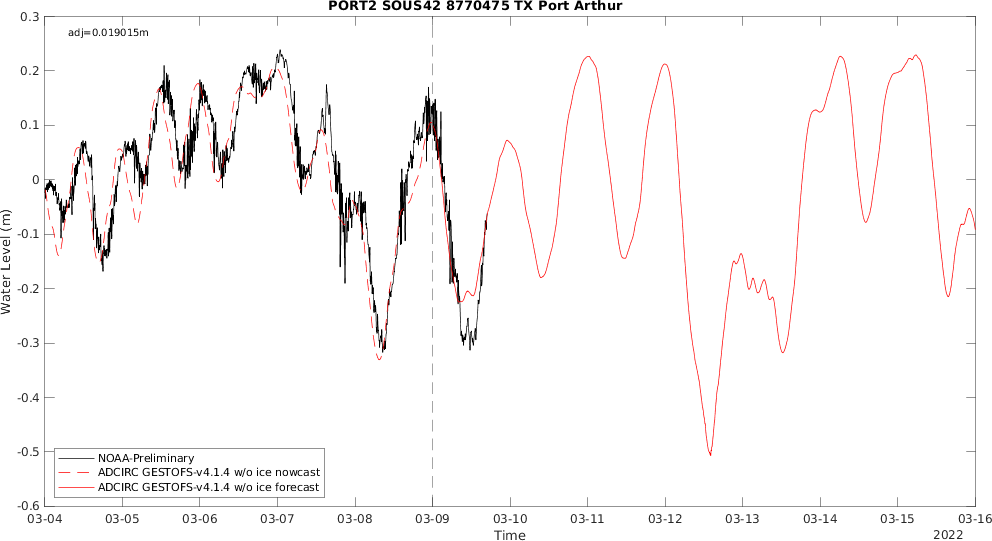 PORT2 SOUS42 8770475 TX Port Arthur
adj=0.019015m
0.3
0.2
0.1
0
-0.1
-0.2
-0.3
-0.4
-0.5
-0.6
Water Level (m)
NOAA-Preliminary
ADCIRC GESTOFS-v4.1.4 w/o ice nowcast
ADCIRC GESTOFS-v4.1.4 w/o ice forecast
03-04 03-05 03-06 03-07 03-08 03-09 03-10 03-11 03-12 03-13 03-14 03-15 03-16
Time
2022